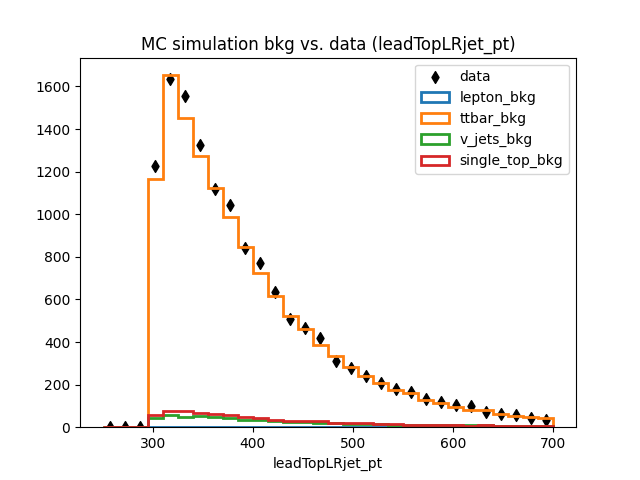 MC simulation bkg vs. data (leadTopLRjet_pt)
1600
1400
1200
1000
800
600
400
200
0
data
lepton_bkg
ttbar_bkg
v_jets_bkg
single_top_bkg
300 400 500 600 700
leadTopLRjet_pt